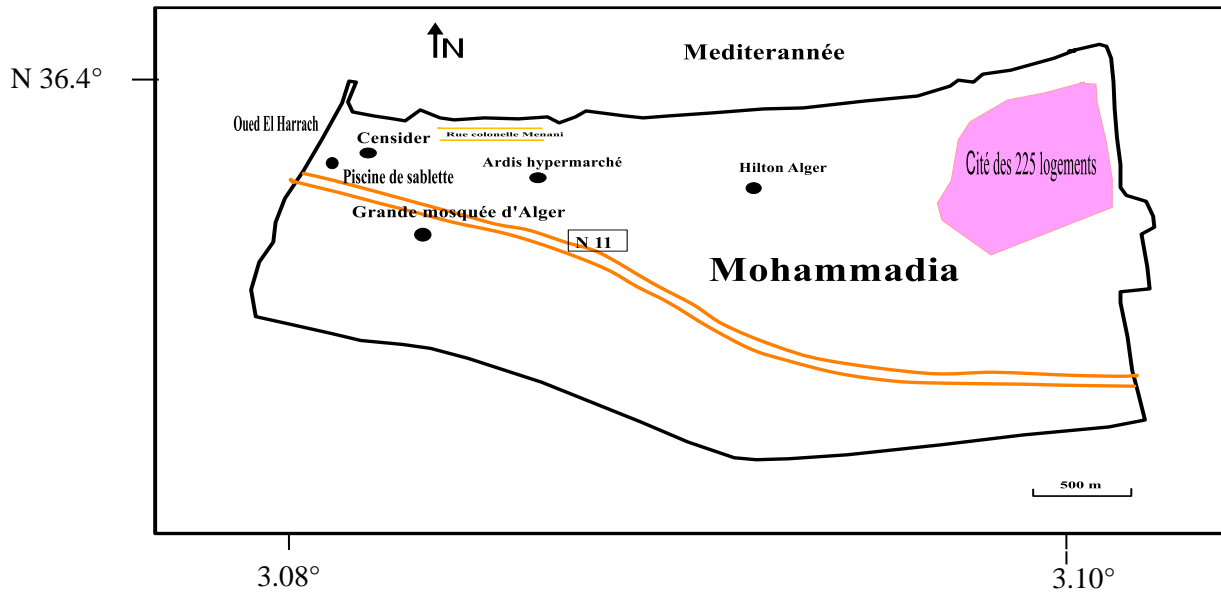 N
Mediterannée
N 36.4°
Oued El Harrach
Rue colonelle Menani
Censider
Ardis hypermarché
Hilton Alger
Cité des 225 logements
Piscine de sablette
Grande mosquée d'Alger
N 11
Mohammadia
500 m
3.08°
3.10°